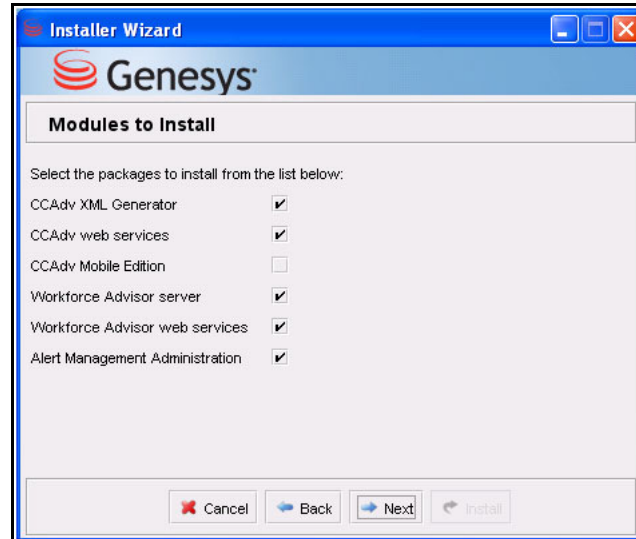 Installer Wizard
Genesys
Modules to Install
Select the packages to install from the list below:
CCAdv XML Generator
CCAdv web services
CCAdv Mobile Edition
Workforce Advisor server
Workforce Advisor web services
Alert Management Administration
Cancel
Back
Next
Install